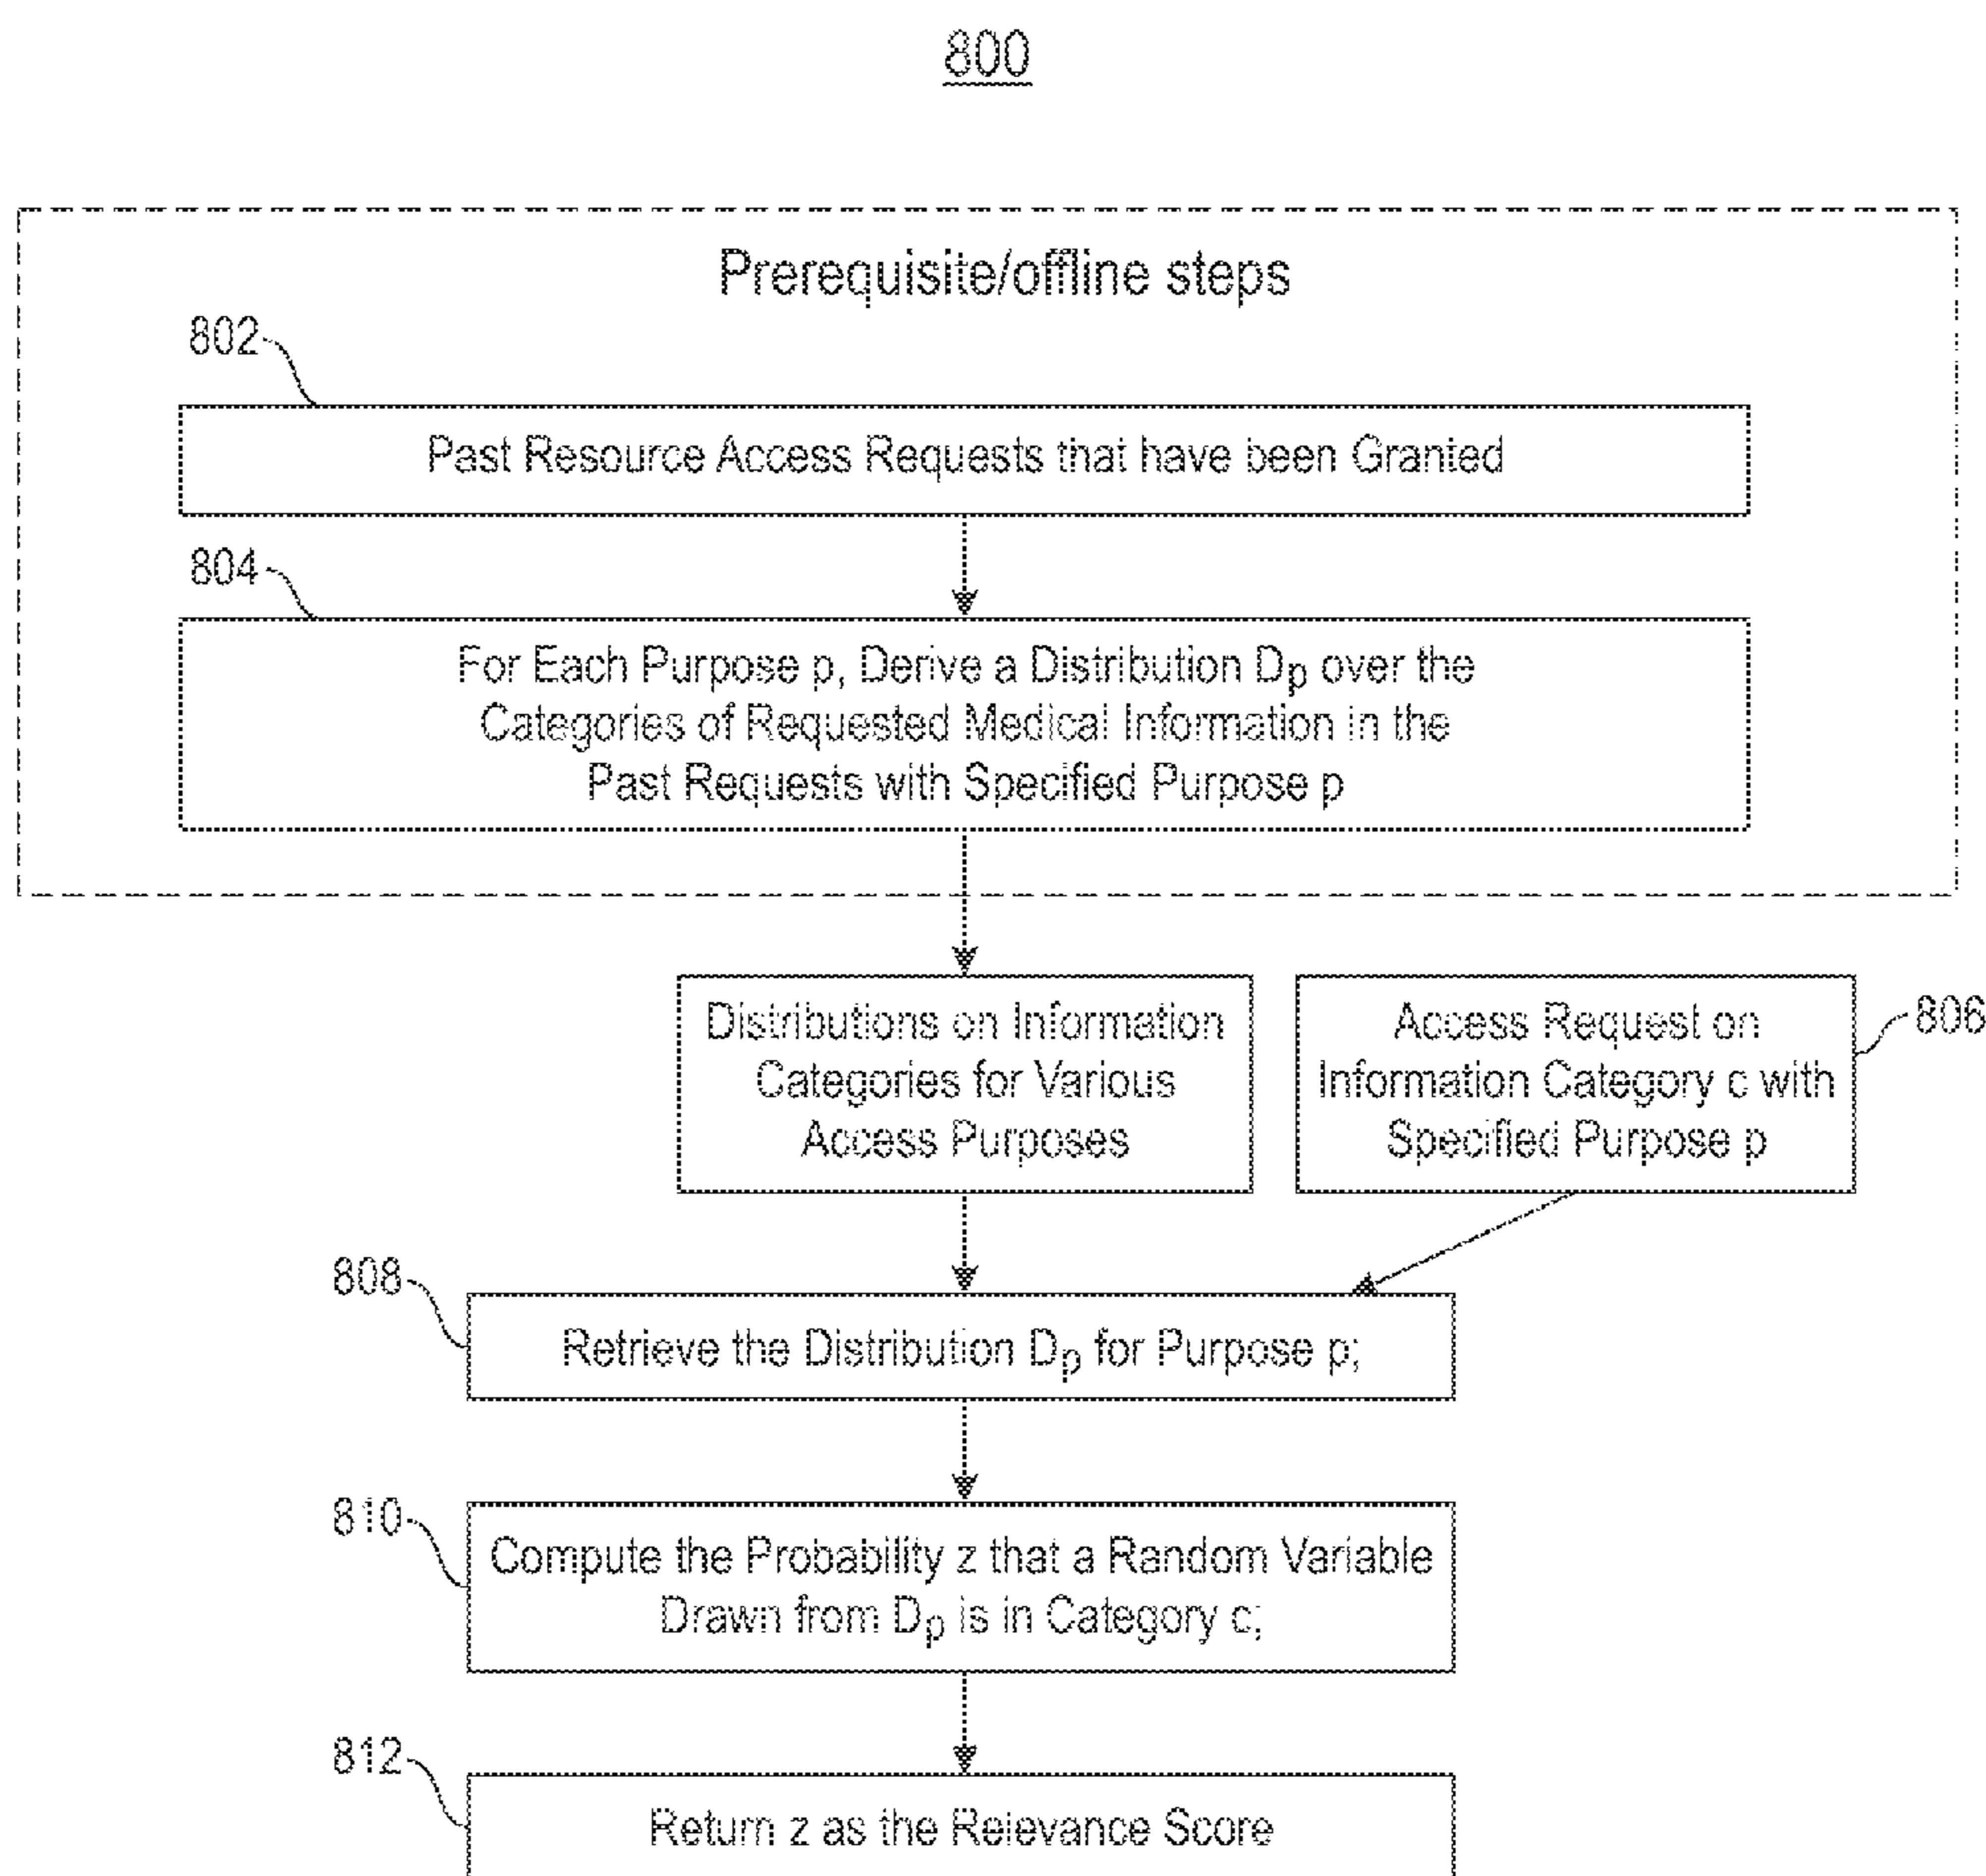 800
Prerequisite/offline steps
802
Past Resource Access Requests that have been Granted
804
For Each Purpose p, Derive a Distribution Dp over the
Categories of Requested Medical Information in the
Past Requests with Specified Purpose p
Distributions on Information
Categories for Various
Access Purposes
Access Request on
Information Category c with
Specified Purpose p
806
808
Retrieve the Distribution Dp for Purpose p;
810
Compute the Probability z that a Random Variable
Drawn from Dp is in Category c;
812
Return z as the Relevance Score